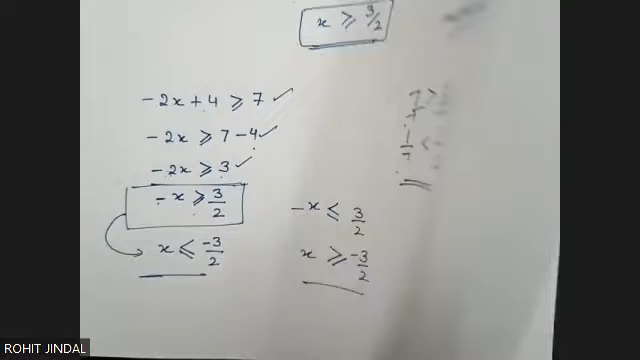 x ≥ 3/2
-2x + 4 ≥ 7 ✓
-2x ≥ 7 - 4 ✓
-2x ≥ 3 ✓
-x ≥ 3/2
x ≤ -3/2
-x ≤ 3/2
x ≥ -3/2
ROHIT JINDAL